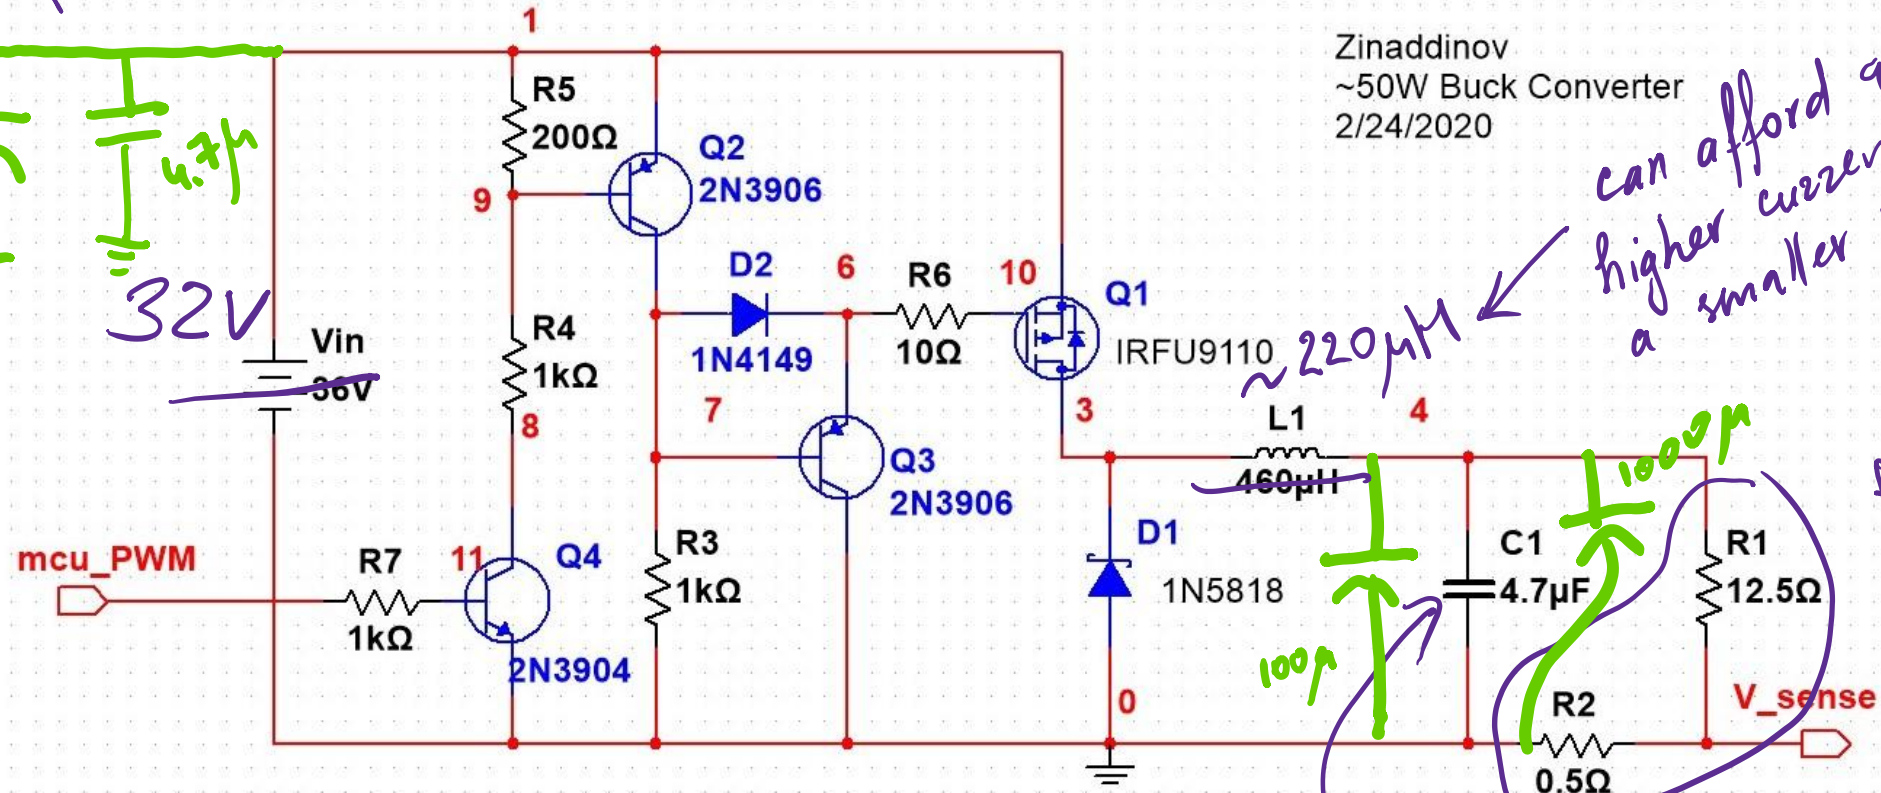 1
Zinaddinov
~50W Buck Converter
2/24/2020
R5
200Ω
Q2
2N3906
9
4.7μ
can afford
higher
a smaller
32V
Vin
36V
D2
1N4149
6
R6
10Ω
10
Q1
IRFU9110
~220μH
R4
1kΩ
8
7
3
L1
460μH
4
1000μ
Q3
2N3906
mcu_PWM
R7
1kΩ
11
Q4
2N3904
R3
1kΩ
D1
1N5818
100μ
C1
4.7μF
R1
12.5Ω
0
R2
0.5Ω
V_sense